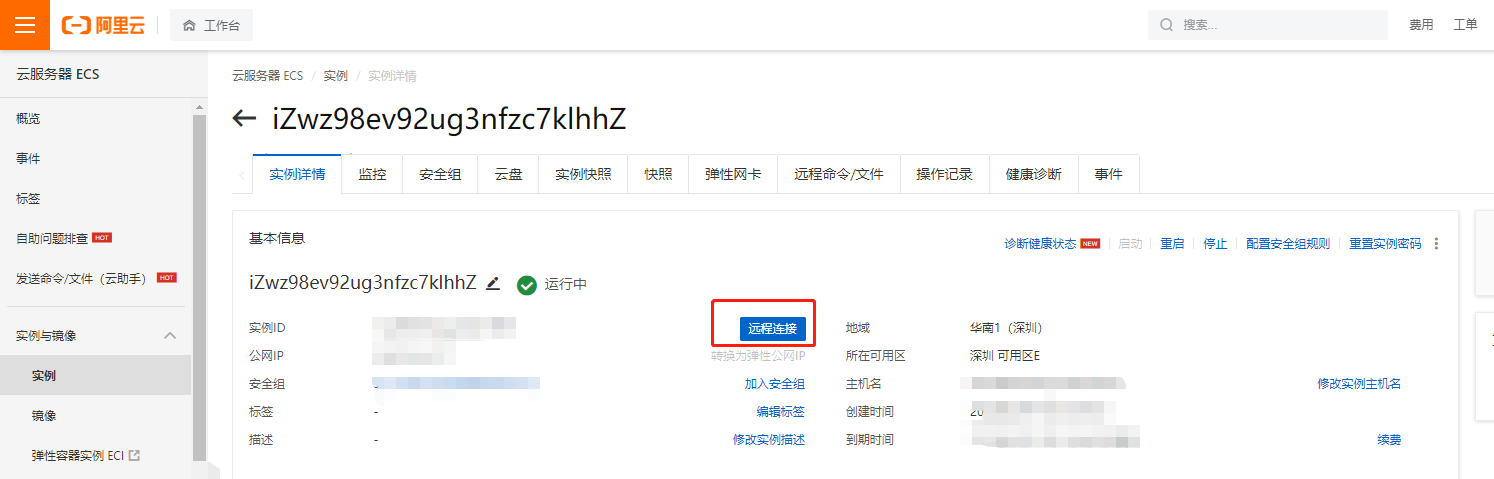 阿里云 工作台 搜索... 费用 工单
云服务器 ECS
概览
事件
标签
自助问题排查 HOT
发送命令/文件（云助手） HOT
实例与镜像
实例
镜像
弹性容器实例 ECI
云服务器 ECS / 实例 / 实例详情
iZwz98ev92ug3nfzc7klhhZ
实例详情 监控 安全组 云盘 实例快照 快照 弹性网卡 远程命令/文件 操作记录 健康诊断 事件
基本信息 诊断健康状态 NEW 启动 重启 停止 配置安全组规则 重置实例密码
iZwz98ev92ug3nfzc7klhhZ 运行中
实例ID 远程连接 地域 华南1（深圳）
公网IP 转换为弹性公网IP 所在可用区 深圳 可用区E
安全组 加入安全组 主机名 修改实例主机名
标签 - 编辑标签 创建时间 20
描述 - 修改实例描述 到期时间 续费